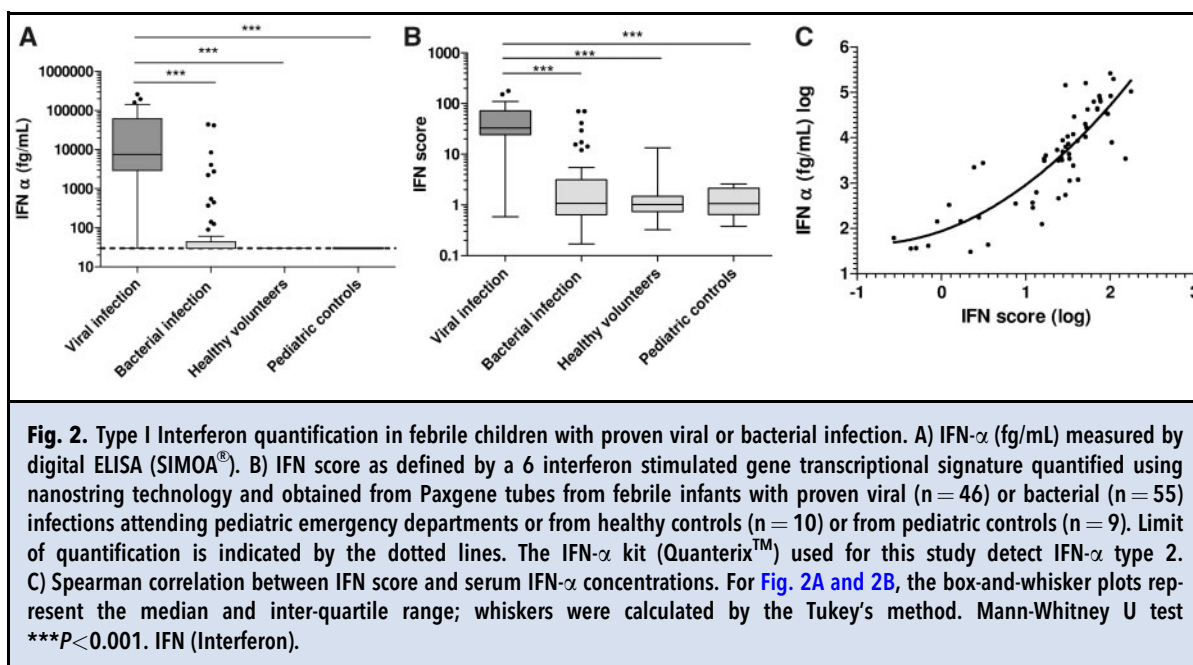 A
B
C
***
***
***
***
***
***
IFN α (fg/mL)
1000000
100000
10000
1000
100
10
Viral infection
Bacterial infection
Healthy volunteers
Pediatric controls
IFN score
1000
100
10
1
0.1
Viral infection
Bacterial infection
Healthy volunteers
Pediatric controls
IFN α (fg/mL) log
6
5
4
3
2
1
-1 0 1 2 3
IFN score (log)
Fig. 2. Type I Interferon quantification in febrile children with proven viral or bacterial infection. A) IFN-α (fg/mL) measured by
digital ELISA (SIMOA®). B) IFN score as defined by a 6 interferon stimulated gene transcriptional signature quantified using
nanostring technology and obtained from Paxgene tubes from febrile infants with proven viral (n = 46) or bacterial (n = 55)
infections attending pediatric emergency departments or from healthy controls (n = 10) or from pediatric controls (n = 9). Limit
of quantification is indicated by the dotted lines. The IFN-α kit (Quanterix™) used for this study detect IFN-α type 2.
C) Spearman correlation between IFN score and serum IFN-α concentrations. For Fig. 2A and 2B, the box-and-whisker plots rep-
resent the median and inter-quartile range; whiskers were calculated by the Tukey's method. Mann-Whitney U test
***P<0.001. IFN (Interferon).